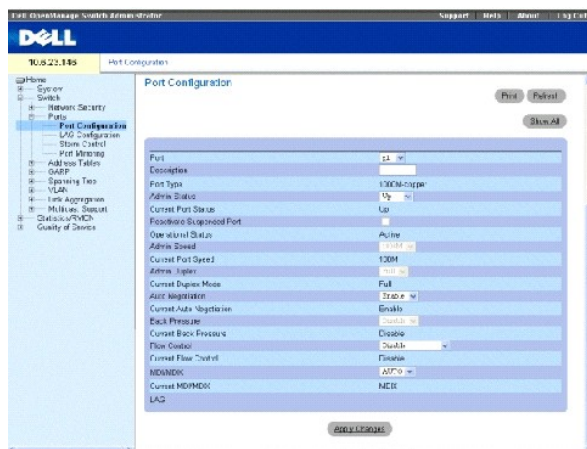 Dell OpenManage Switch Administrator
Support Help About Log Out
DELL
10.6.23.146
Port Configuration
Home
System
Switch
Network Security
Ports
Port Configuration
LAG Configuration
Storm Control
Port Mirroring
Address Tables
GARP
Spanning Tree
VLAN
Link Aggregation
Multicast Support
Statistics/RMON
Quality of Service
Port Configuration
Print Refresh
Show All
Port g1
Description
Port Type 1000M-copper
Admin Status Up
Current Port Status Up
Reactivate Suspended Port
Operational Status Active
Admin Speed
Current Port Speed 100M
Admin Duplex Full
Current Duplex Mode Full
Auto Negotiation Enable
Current Auto Negotiation Enable
Back Pressure Disable
Current Back Pressure Disable
Flow Control Disable
Current Flow Control Disable
MDI/MDIX AUTO
Current MDI/MDIX MDIX
LAG
Apply Changes